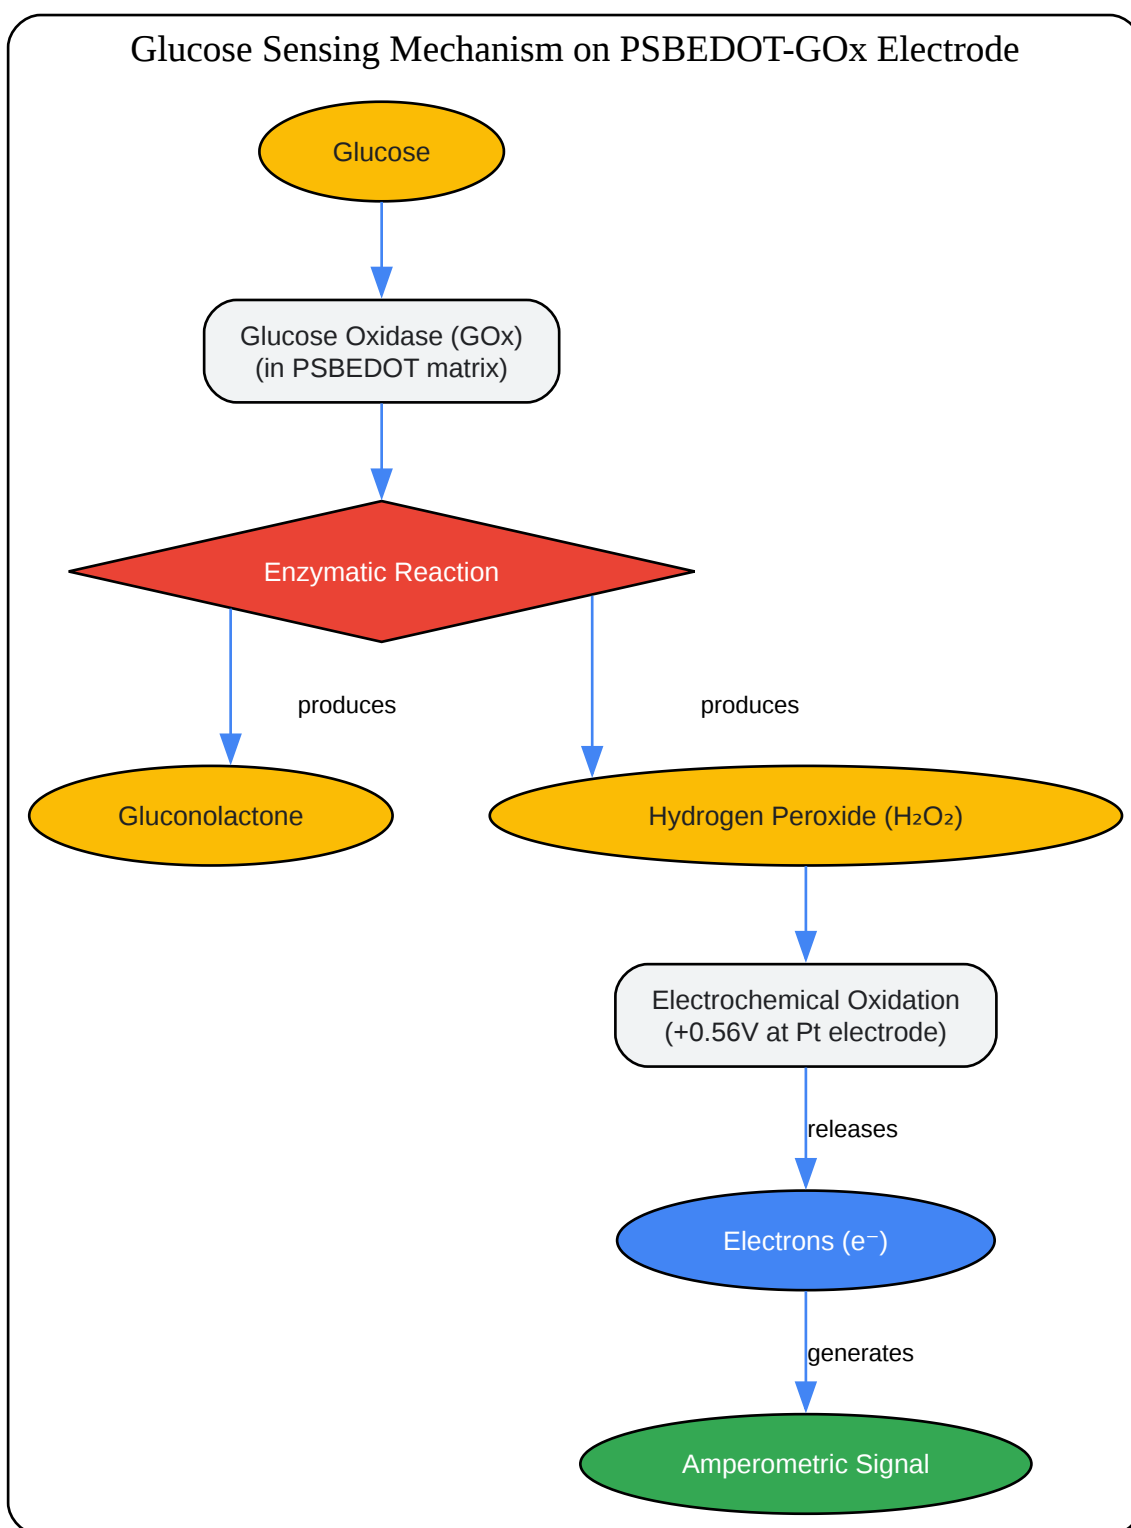 Glucose Sensing Mechanism on PSBEDOT-GOx Electrode
Glucose
Glucose Oxidase (GOx)
(in PSBEDOT matrix)
Enzymatic Reaction
produces
produces
Gluconolactone
Hydrogen Peroxide (H₂O₂)
Electrochemical Oxidation
(+0.56V at Pt electrode)
releases
Electrons (e⁻)
generates
Amperometric Signal